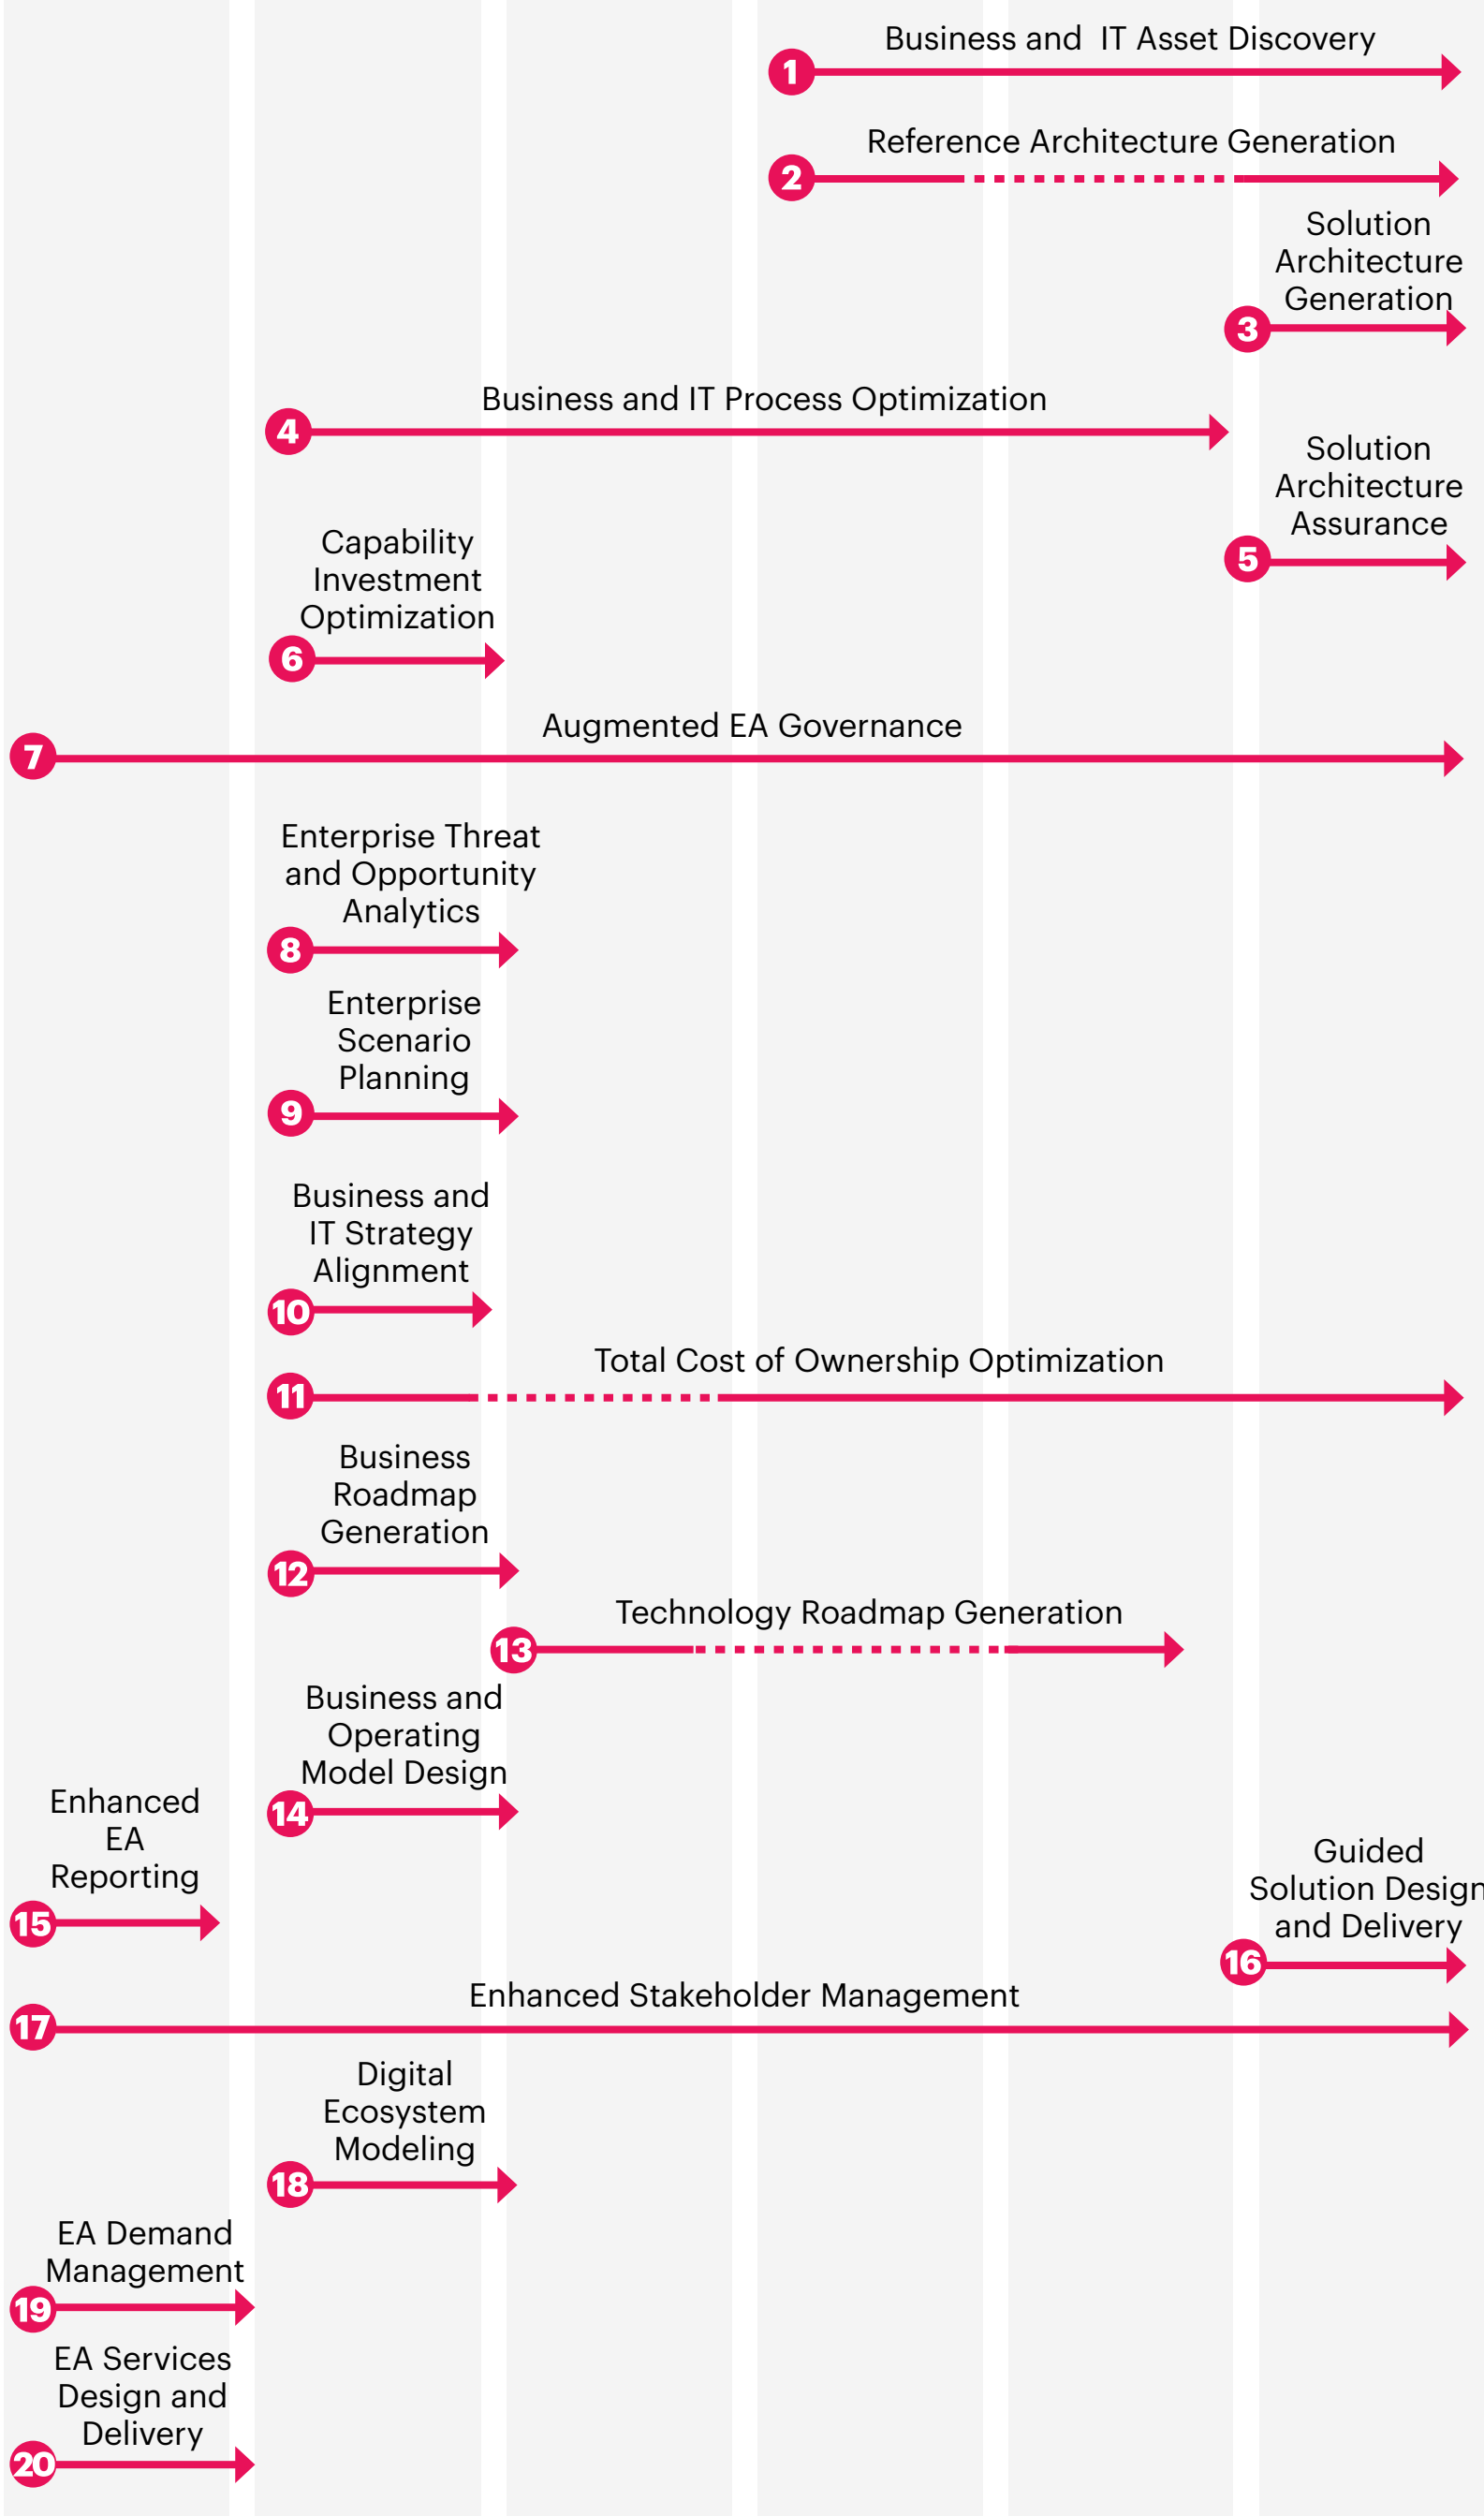 Business and  IT Asset Discovery
1
Reference Architecture Generation
2
Solution
Architecture
Generation
3
Business and IT Process Optimization
4
Solution
Architecture
Assurance
5
Capability
Investment
Optimization
6
Augmented EA Governance
7
Enterprise Threat
and Opportunity
Analytics
8
Enterprise
Scenario
Planning
9
Business and
IT Strategy
Alignment
10
Total Cost of Ownership Optimization
11
Business
Roadmap
Generation
12
Technology Roadmap Generation
13
Business and
Operating
Model Design
14
Enhanced
EA
Reporting
15
Guided
Solution Design
and Delivery
16
Enhanced Stakeholder Management
17
Digital
Ecosystem
Modeling
18
EA Demand
Management
19
EA Services
Design and
Delivery
20